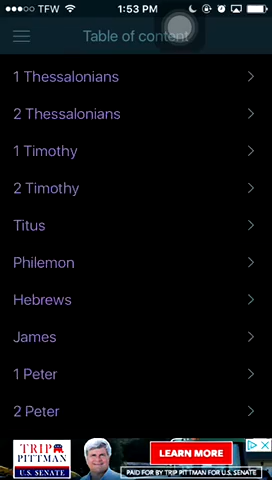 TFW 1:53 PM
Table of content
1 Thessalonians
2 Thessalonians
1 Timothy
2 Timothy
Titus
Philemon
Hebrews
James
1 Peter
2 Peter
TRIP
PITTMAN
U.S. SENATE
LEARN MORE
PAID FOR BY TRIP PITTMAN FOR U.S. SENATE